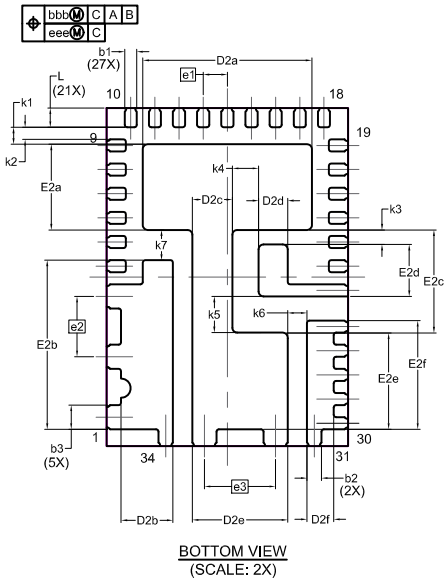 ⌖ bbbⓂ C A B
eeeⓂ C
b1
(27X)
D2a
e1
L
(21X)
10
18
k1
9
19
k2
k4
E2a
D2c
D2d
k3
k7
E2d
E2c
e2
k5
k6
E2b
E2f
E2e
1
30
b3
(5X)
34
31
b2
(2X)
e3
D2b
D2e
D2f
BOTTOM VIEW
(SCALE: 2X)